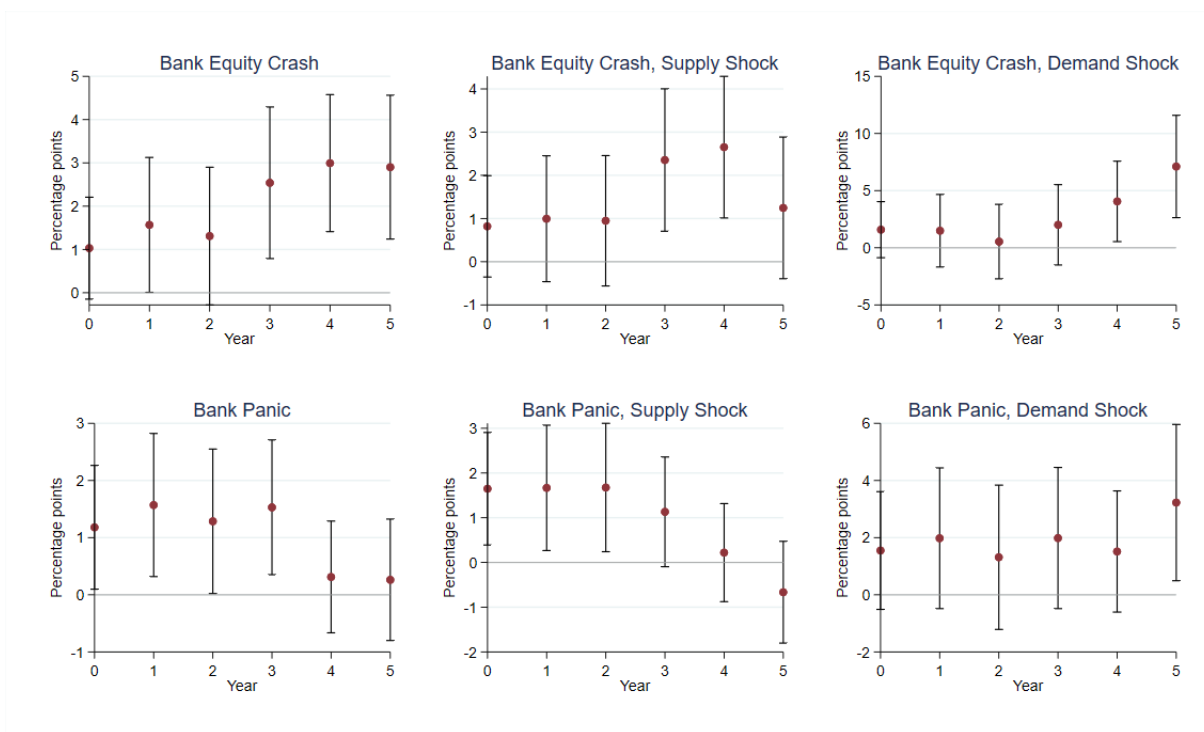 Bank Equity Crash
Percentage points
5
4
3
2
1
0
0 1 2 3 4 5
Year
Bank Equity Crash, Supply Shock
Percentage points
4
3
2
1
0
-1
0 1 2 3 4 5
Year
Bank Equity Crash, Demand Shock
Percentage points
15
10
5
0
-5
0 1 2 3 4 5
Year
Bank Panic
Percentage points
3
2
1
0
-1
0 1 2 3 4 5
Year
Bank Panic, Supply Shock
Percentage points
3
2
1
0
-1
-2
0 1 2 3 4 5
Year
Bank Panic, Demand Shock
Percentage points
6
4
2
0
-2
0 1 2 3 4 5
Year